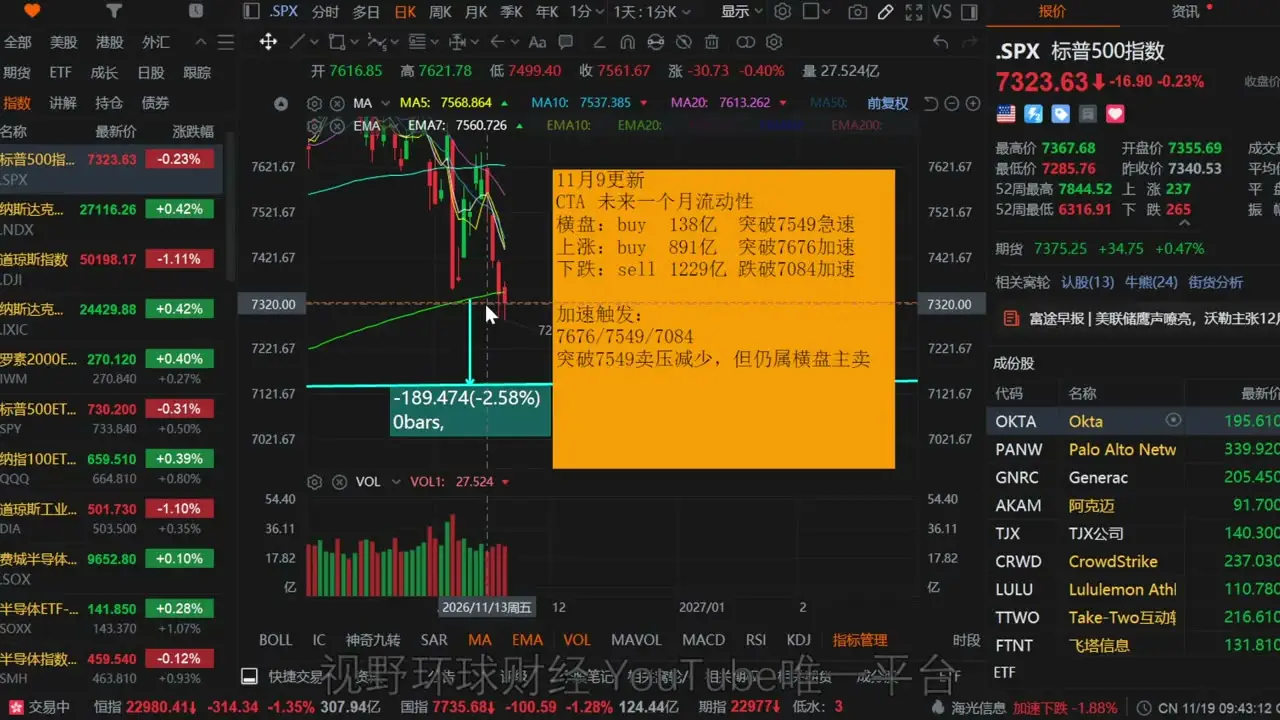 .SPX 分时 多日 日K 周K 月K 季K 年K 1分 1天:1分K 显示 VS 报价 资讯
全部 美股 港股 外汇
期货 ETF 成长 日股 跟踪
指数 讲解 持仓 债券
名称 最新价 涨跌幅
标普500指... 7323.63 -0.23%
.SPX
纳斯达克... 27116.26 +0.42%
.NDX
道琼斯指数 50198.17 -1.11%
.DJI
纳斯达克... 24429.88 +0.42%
.IXIC
罗素2000E... 270.120 +0.40%
IWM 270.840 +0.27%
标普500ET... 730.200 -0.31%
SPY 733.840 +0.50%
纳指100ET... 659.510 +0.39%
QQQ 664.810 +0.80%
道琼斯工业... 501.730 -1.10%
DIA 503.500 +0.35%
费城半导体... 9652.80 +0.10%
.SOX
半导体ETF-... 141.850 +0.28%
SOXX 143.370 +1.07%
半导体指数... 459.540 -0.12%
SMH 463.810 +0.93%
Aa
开 7616.85 高 7621.78 低 7499.40 收 7561.67 涨 -30.73 -0.40% 量 27.524亿
MA MA5: 7568.864 MA10: 7537.385 MA20: 7613.262 MA50: 前复权
EMA EMA7: 7560.726 EMA10: EMA20: EMA200:
7621.67 7621.67
7521.67 7521.67
7421.67 7421.67
7320.00 7320.00
7221.67 7221.67
7121.67 7121.67
7021.67 7021.67
11月9更新
CTA 未来一个月流动性
横盘:buy 138亿 突破7549急速
上涨:buy 891亿 突破7676加速
下跌:sell 1229亿 跌破7084加速
加速触发:
7676/7549/7084
突破7549卖压减少,但仍属横盘主卖
-189.474(-2.58%)
0bars,
VOL VOL1: 27.524
54.40 54.40
36.11 36.11
17.82 17.82
亿 亿
2026/11/13周五 12 2027/01 2
BOLL IC 神奇九转 SAR MA EMA VOL MAVOL MACD RSI KDJ 指标管理 时段
快捷交易
视野环球财经 YouTube唯一平台
.SPX 标普500指数
7323.63 -16.90 -0.23% 收盘价
最高价 7367.68 开盘价 7355.69
最低价 7285.76 昨收价 7340.53
52周最高 7844.52 上 涨 237
52周最低 6316.91 下 跌 265
期货 7375.25 +34.75 +0.47%
相关窝轮 认股(13) 牛熊(24) 街货分析
富途早报 | 美联储鹰声嘹亮,沃勒主张12月
成份股
代码 名称 最新价
OKTA Okta 195.610
PANW Palo Alto Netw 339.920
GNRC Generac 205.450
AKAM 阿克迈 91.700
TJX TJX公司 140.300
CRWD CrowdStrike 237.030
LULU Lululemon Athl 110.780
TTWO Take-Two互动 216.610
FTNT 飞塔信息 131.810
ETF
交易中 恒指 22980.41 -314.34 -1.35% 307.94亿 国指 7735.68 -100.59 -1.28% 124.44亿 期指 22977 低水: 3 海光信息 加速下跌 -1.88% CN 11/19 09:43:12